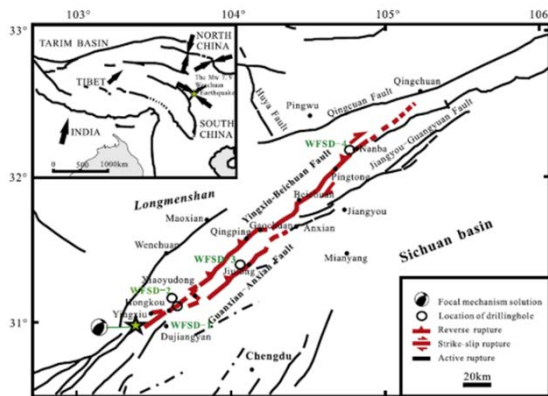 103°
104°
105°
106°
33°
32°
31°
TARIM BASIN
NORTH
CHINA
TIBET
The Mw 7.9
Wenchuan
Earthquake
INDIA
SOUTH
CHINA
0 500 1000km
Huya Fault
Pingwu
Qingchuan
Qingcuan Fault
WFSD-4
Nanba
Jiangyou-Guangyuan Fault
Pingtong
Yingxiu-Beichuan Fault
Longmenshan
Beichuan
Maoxian
Jiangyou
Qingping
Gaochuan
Anxian
Sichuan basin
Wenchuan
WFSD-3
Mianyang
Jiulong
Xiaoyudong
WFSD-2
Hongkou
Guanxian-Anxian Fault
Yingxiu
WFSD-1
Dujiangyan
Chengdu
Focal mechanism solution
Location of drillinghole
Reverse rupture
Strike-slip rupture
Active rupture
20km